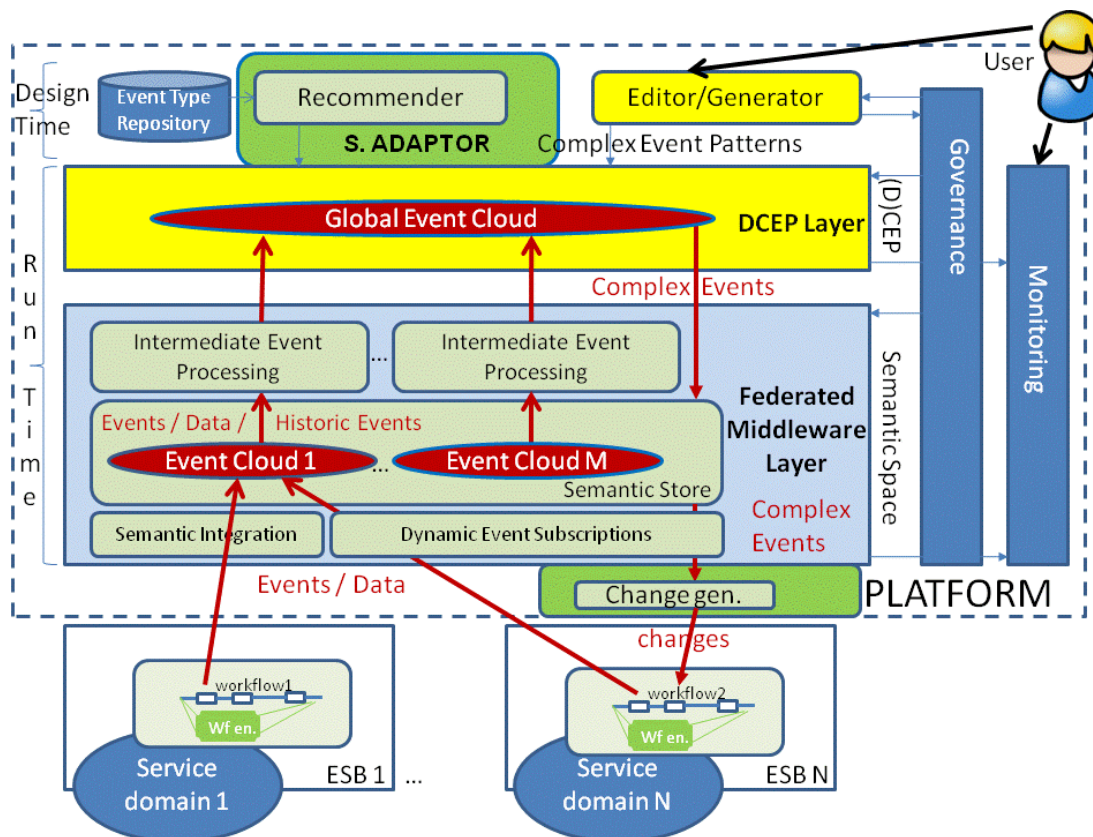 User
Design
Time
Event Type
Repository
Recommender
S. ADAPTOR
Editor/Generator
Complex Event Patterns
Governance
Monitoring
Run
Time
Global Event Cloud
DCEP Layer
(D)CEP
Complex Events
Intermediate Event
Processing
...
Intermediate Event
Processing
Federated
Middleware
Layer
Semantic Space
Events / Data /
Historic Events
Event Cloud 1
...
Event Cloud M
Semantic Store
Semantic Integration
Dynamic Event Subscriptions
Complex
Events
Events / Data
Change gen.
PLATFORM
changes
workflow1
Wf en.
Service
domain 1
ESB 1
...
workflow2
Wf en.
Service
domain N
ESB N